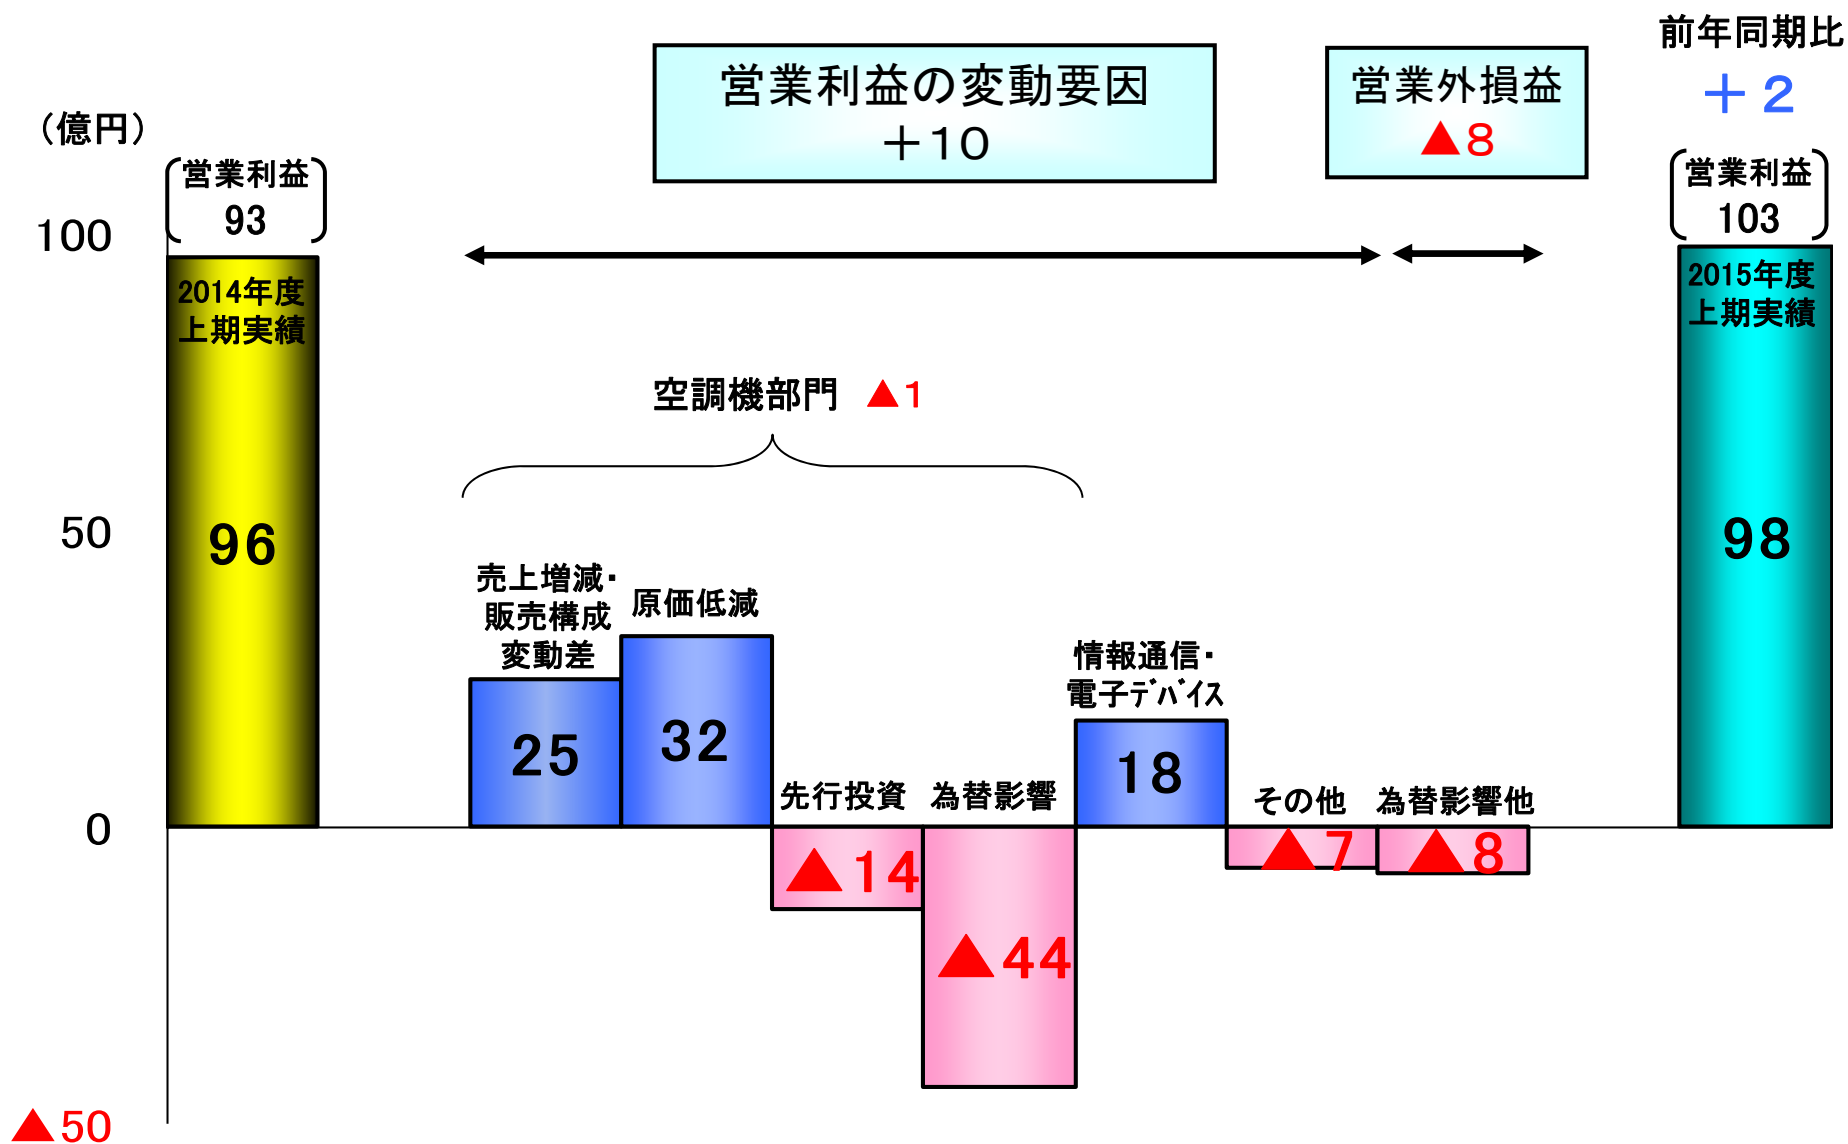 前年同期比
+2
営業利益の変動要因
+10
営業外損益
▲8
(億円)
営業利益
93
営業利益
103
100
50
0
▲50
2014年度
上期実績
96
2015年度
上期実績
98
空調機部門 ▲1
売上増減・
販売構成
変動差
25
原価低減
32
先行投資
▲14
為替影響
▲44
情報通信・
電子ﾃﾞﾊﾞｲｽ
18
その他
▲7
為替影響他
▲8